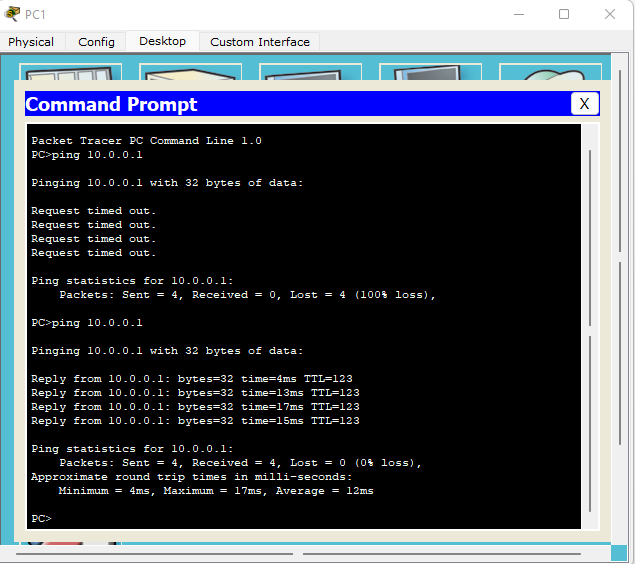 PC1
Physical Config Desktop Custom Interface
Command Prompt X
Packet Tracer PC Command Line 1.0
PC>ping 10.0.0.1
Pinging 10.0.0.1 with 32 bytes of data:
Request timed out.
Request timed out.
Request timed out.
Request timed out.
Ping statistics for 10.0.0.1:
Packets: Sent = 4, Received = 0, Lost = 4 (100% loss),
PC>ping 10.0.0.1
Pinging 10.0.0.1 with 32 bytes of data:
Reply from 10.0.0.1: bytes=32 time=4ms TTL=123
Reply from 10.0.0.1: bytes=32 time=13ms TTL=123
Reply from 10.0.0.1: bytes=32 time=17ms TTL=123
Reply from 10.0.0.1: bytes=32 time=15ms TTL=123
Ping statistics for 10.0.0.1:
Packets: Sent = 4, Received = 4, Lost = 0 (0% loss),
Approximate round trip times in milli-seconds:
Minimum = 4ms, Maximum = 17ms, Average = 12ms
PC>